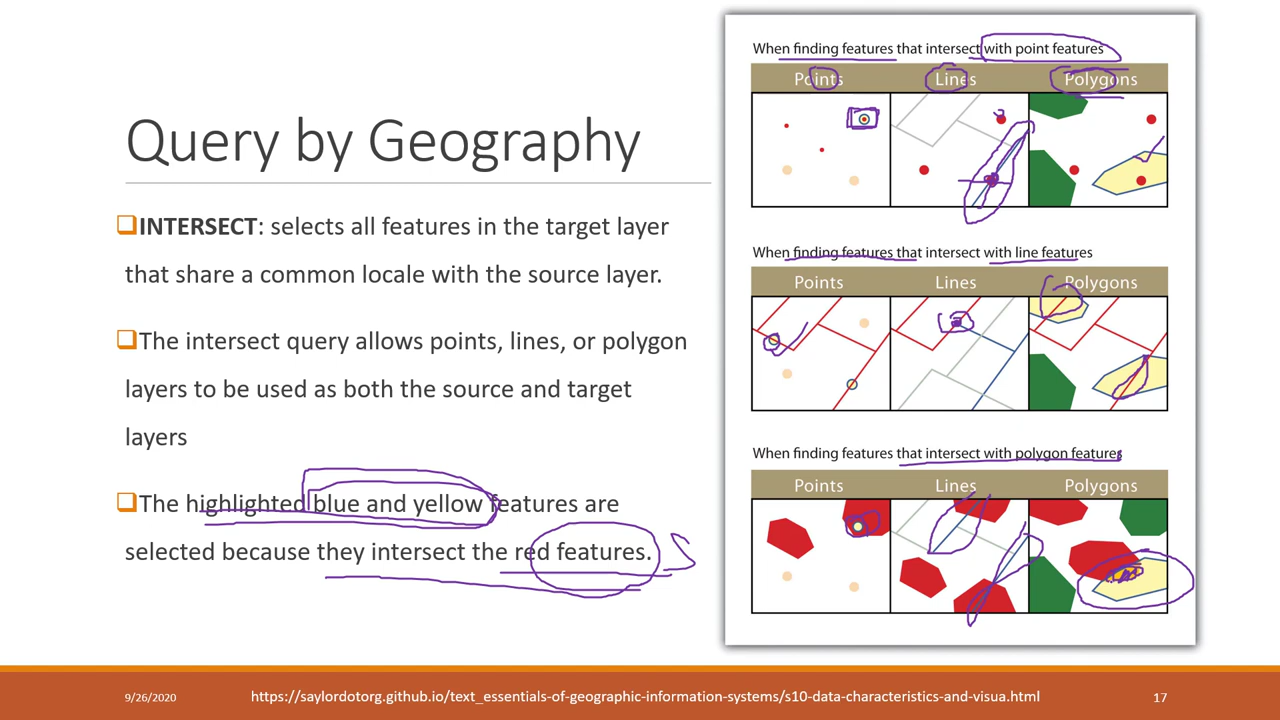 Query by Geography
INTERSECT: selects all features in the target layer
that share a common locale with the source layer.
The intersect query allows points, lines, or polygon
layers to be used as both the source and target
layers
The highlighted blue and yellow features are
selected because they intersect the red features.
S
When finding features that intersect with point features
Points Lines Polygons
When finding features that intersect with line features
Points Lines Polygons
When finding features that intersect with polygon features
Points Lines Polygons
9/26/2020 https://saylordotorg.github.io/text_essentials-of-geographic-information-systems/s10-data-characteristics-and-visua.html 17